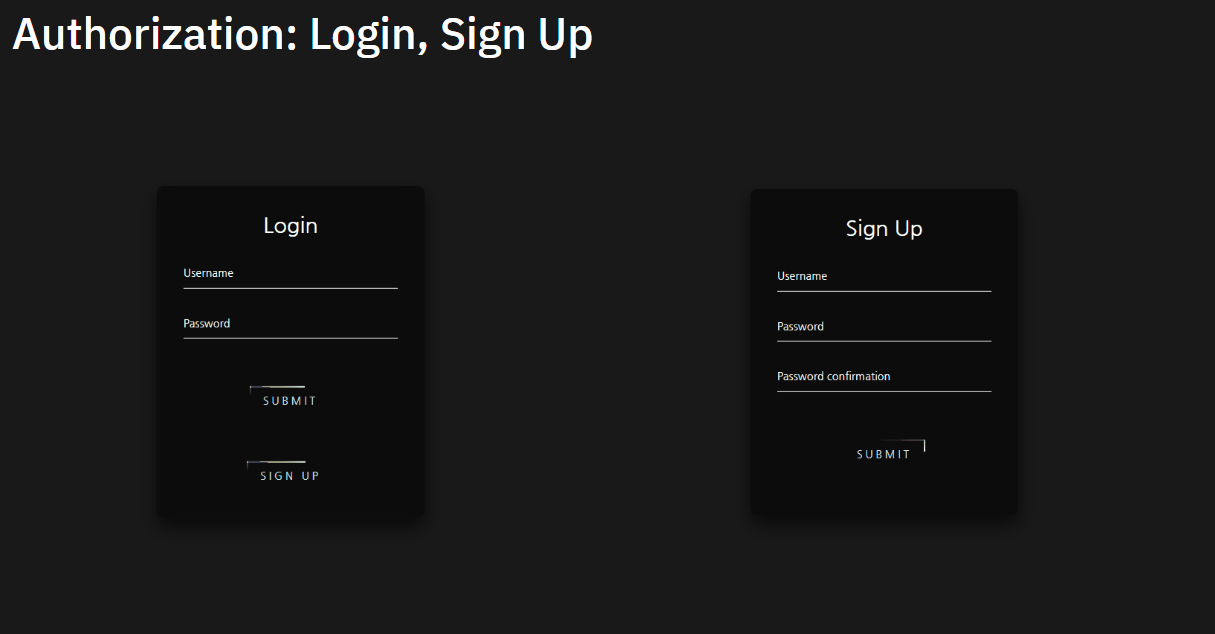 Authorization: Login, Sign Up
Login
Username
Password
SUBMIT
SIGN UP
Sign Up
Username
Password
Password confirmation
SUBMIT